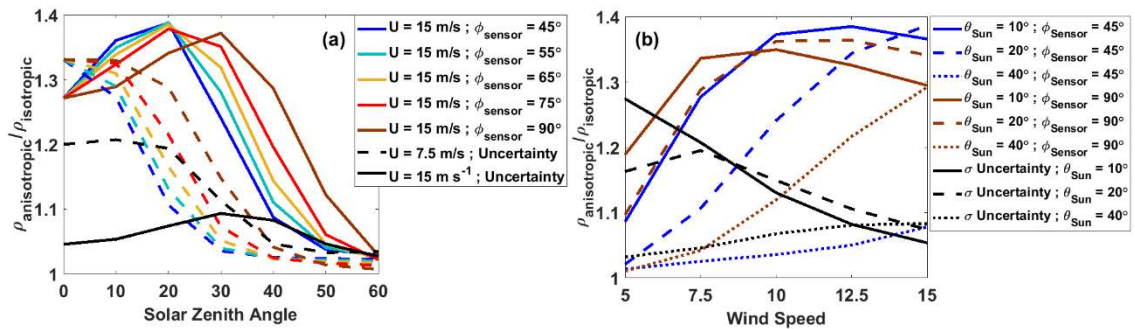 (a)
ρanisotropic/ρisotropic
1.4
1.3
1.2
1.1
1
0 10 20 30 40 50 60
Solar Zenith Angle
U = 15 m/s ; ϕsensor = 45°
U = 15 m/s ; ϕsensor = 55°
U = 15 m/s ; ϕsensor = 65°
U = 15 m/s ; ϕsensor = 75°
U = 15 m/s ; ϕsensor = 90°
U = 7.5 m/s ; Uncertainty
U = 15 m s⁻¹ ; Uncertainty
(b)
ρanisotropic/ρisotropic
1.4
1.3
1.2
1.1
1
5 7.5 10 12.5 15
Wind Speed
θSun = 10° ; ϕSensor = 45°
θSun = 20° ; ϕSensor = 45°
θSun = 40° ; ϕSensor = 45°
θSun = 10° ; ϕSensor = 90°
θSun = 20° ; ϕSensor = 90°
θSun = 40° ; ϕSensor = 90°
σ Uncertainty ; θSun = 10°
σ Uncertainty ; θSun = 20°
σ Uncertainty ; θSun = 40°